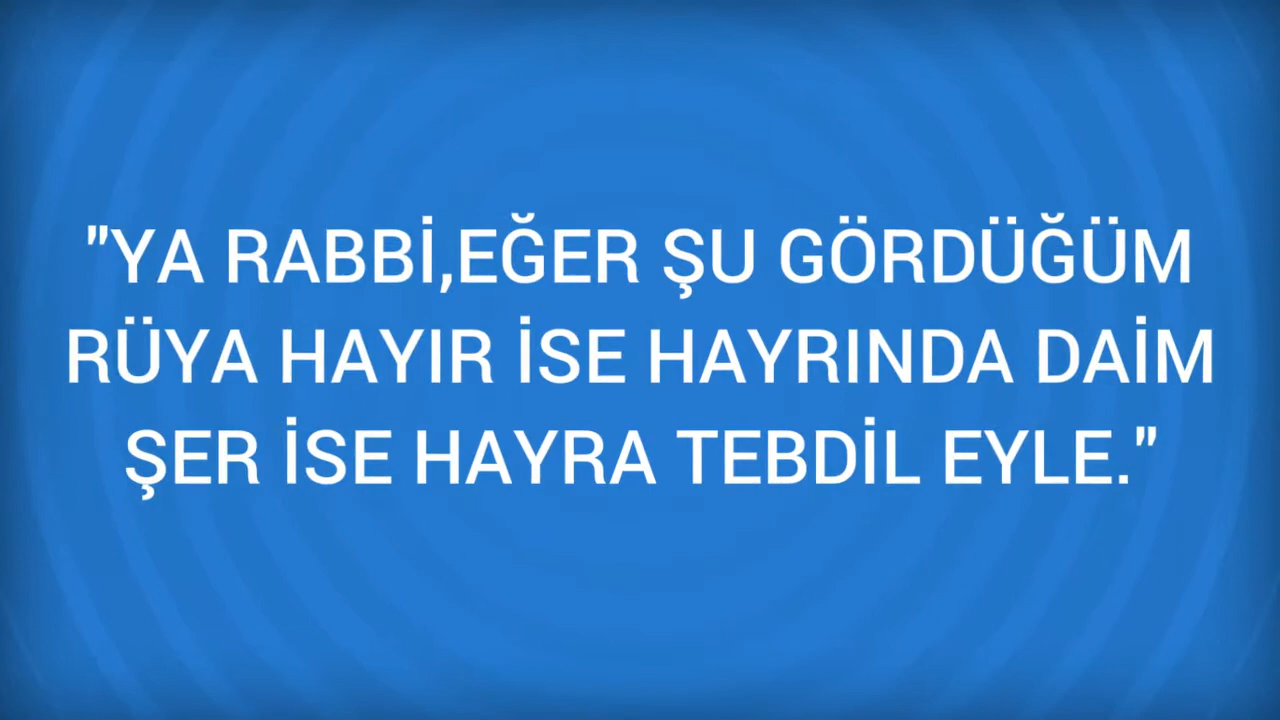 "YA RABBİ,EĞER ŞU GÖRDÜĞÜM
RÜYA HAYIR İSE HAYRINDA DAİM
ŞER İSE HAYRA TEBDİL EYLE."